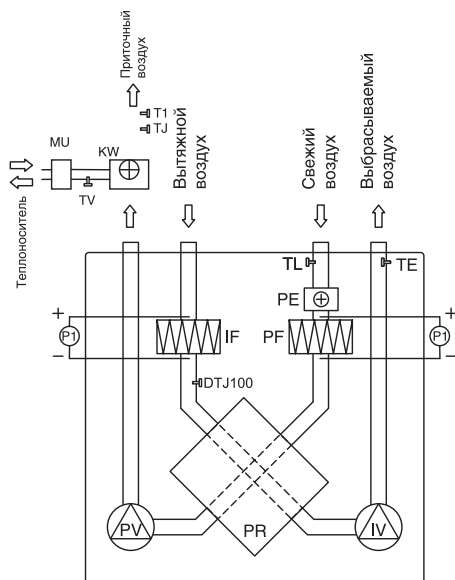 Приточный
воздух
T1
TJ
MU
KW
TV
Теплоноситель
Вытяжной
воздух
Свежий
воздух
Выбрасываемый
воздух
TL
TE
PE
+
P1
−
IF
PF
+
P1
−
DTJ100
PV
PR
IV